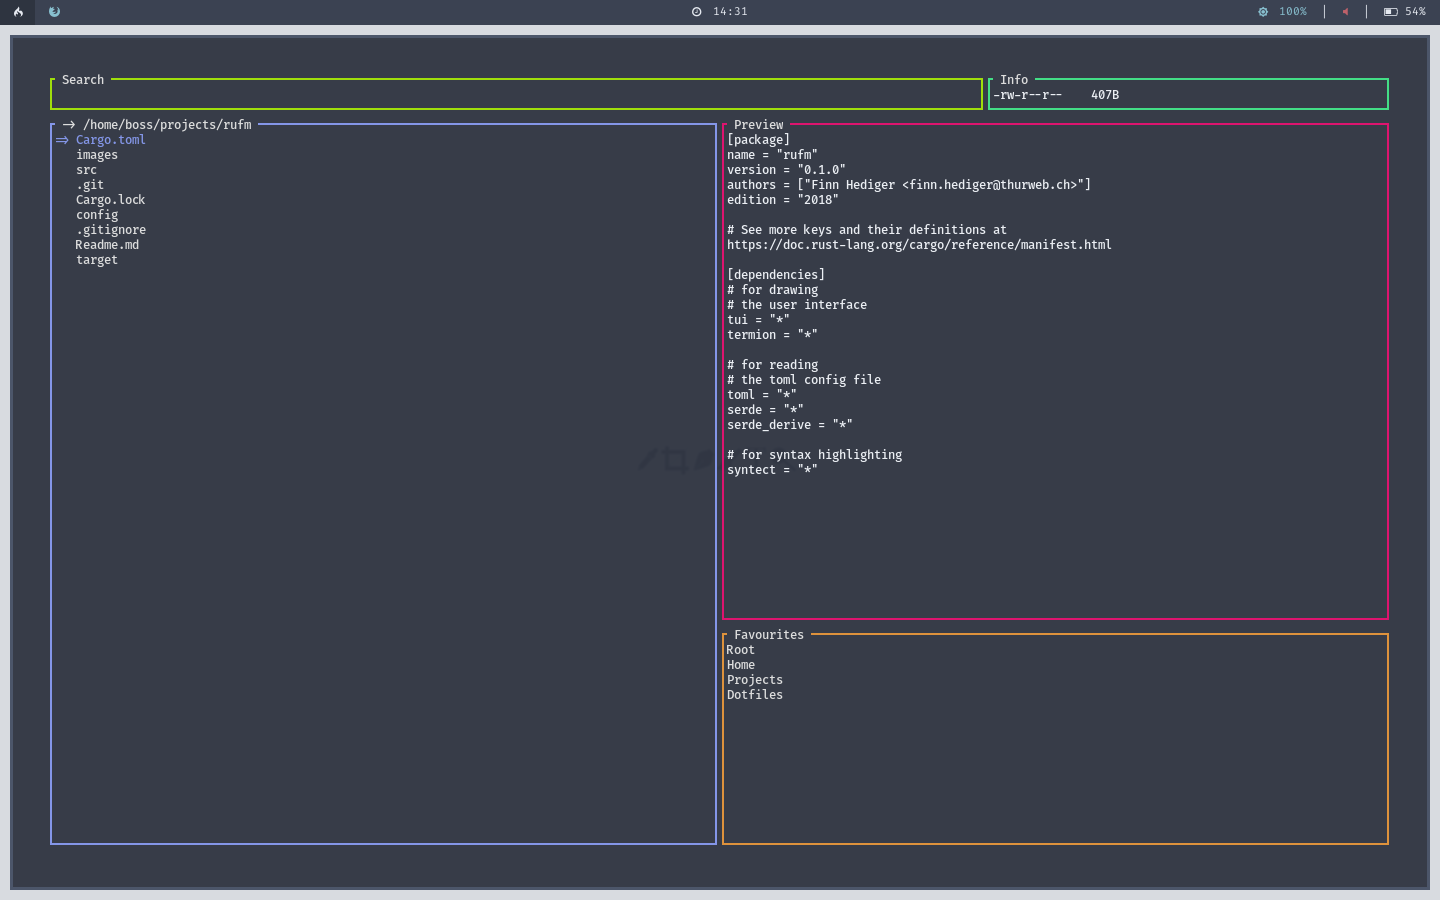 14:31
100% | | 54%
Search
Info
-rw-r--r-- 407B
-> /home/boss/projects/rufm
=> Cargo.toml
images
src
.git
Cargo.lock
config
.gitignore
Readme.md
target
Preview
[package]
name = "rufm"
version = "0.1.0"
authors = ["Finn Hediger <finn.hediger@thurweb.ch>"]
edition = "2018"
# See more keys and their definitions at
https://doc.rust-lang.org/cargo/reference/manifest.html
[dependencies]
# for drawing
# the user interface
tui = "*"
termion = "*"
# for reading
# the toml config file
toml = "*"
serde = "*"
serde_derive = "*"
# for syntax highlighting
syntect = "*"
Favourites
Root
Home
Projects
Dotfiles